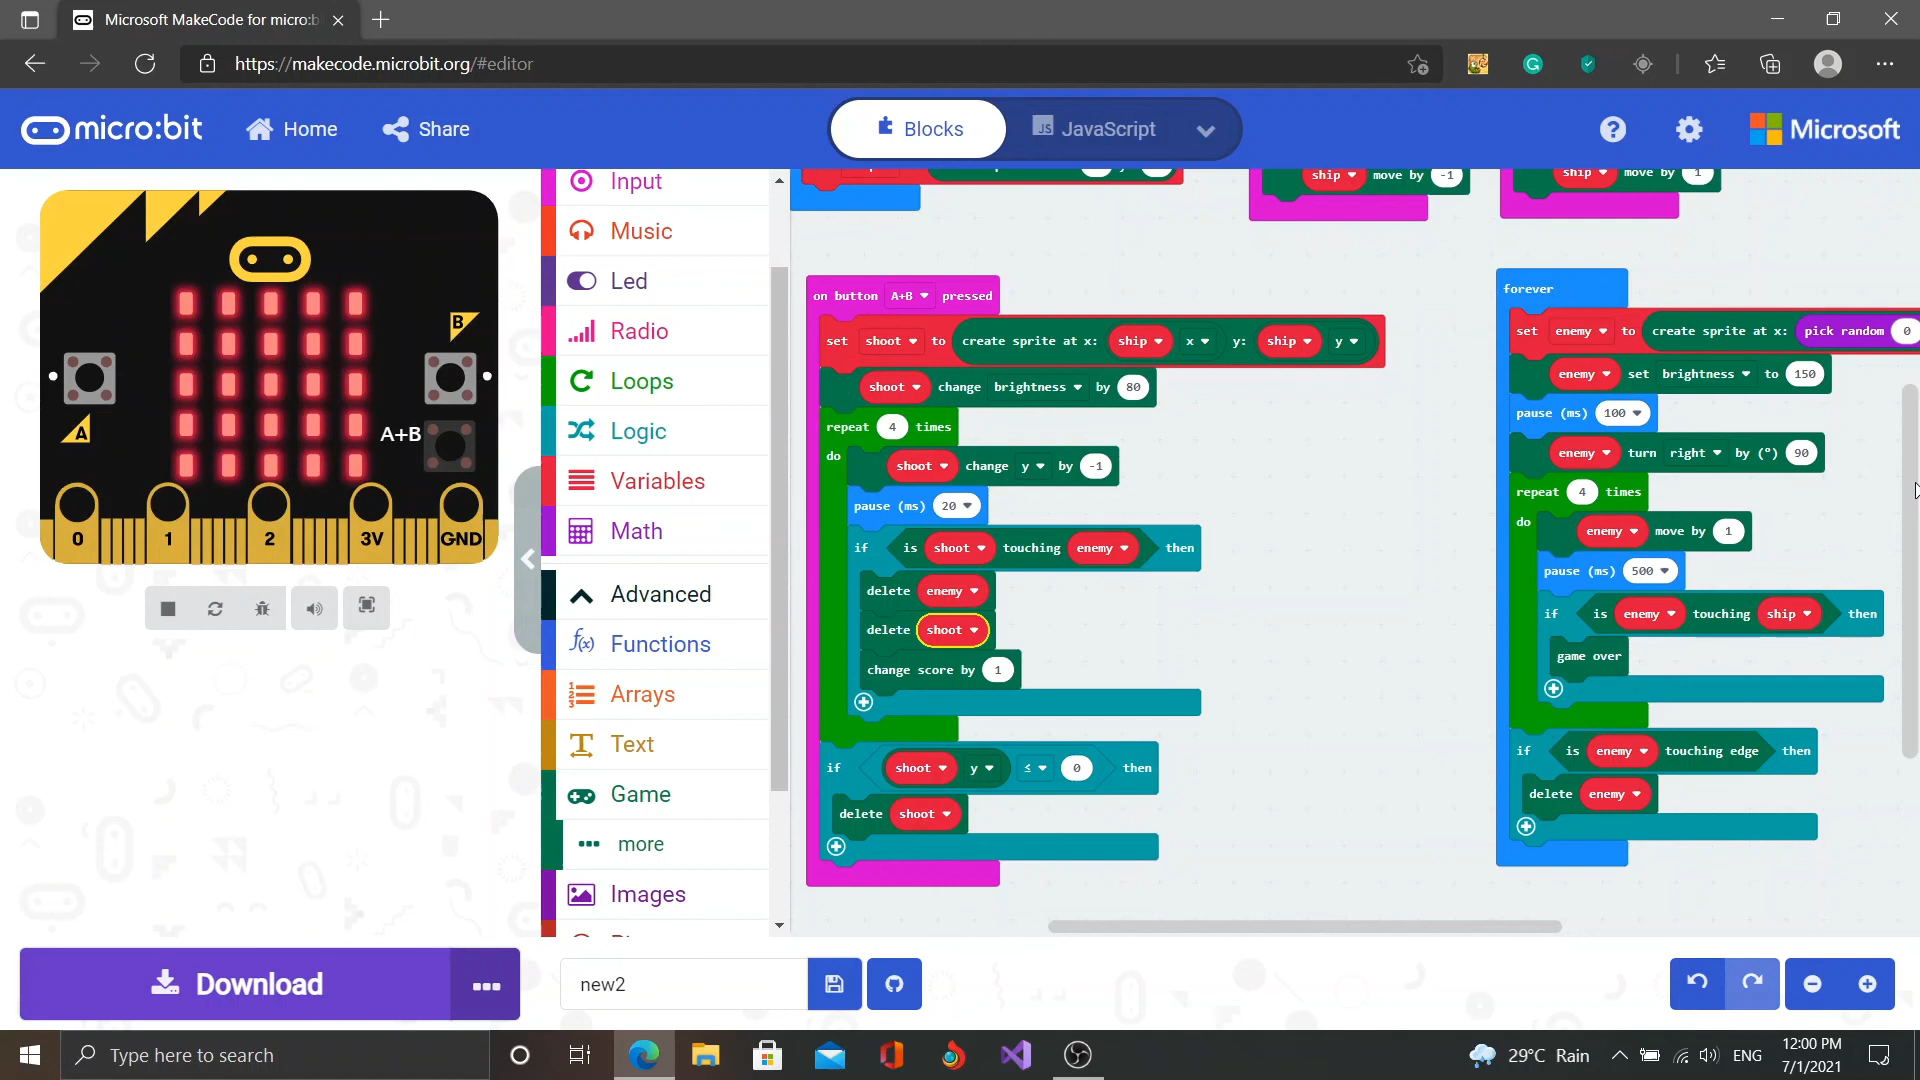 Microsoft MakeCode for micro:b
https://makecode.microbit.org/#editor
micro:bit
Home
Share
Blocks
JS
JavaScript
?
Microsoft
B
A
A+B
0 1 2 3V GND
Input
Music
Led
Radio
Loops
Logic
Variables
Math
Advanced
f(x) Functions
Arrays
Text
Game
more
Images
ship move by -1
ship move by 1
on button A+B pressed
set shoot to create sprite at x: ship x y: ship y
shoot change brightness by 80
repeat 4 times
do
shoot change y by -1
pause (ms) 20
if is shoot touching enemy then
delete enemy
delete shoot
change score by 1
if shoot y ≤ 0 then
delete shoot
forever
set enemy to create sprite at x: pick random 0
enemy set brightness to 150
pause (ms) 100
enemy turn right by (°) 90
repeat 4 times
do
enemy move by 1
pause (ms) 500
if is enemy touching ship then
game over
if is enemy touching edge then
delete enemy
Download
new2
Type here to search
29°C Rain
ENG
12:00 PM
7/1/2021